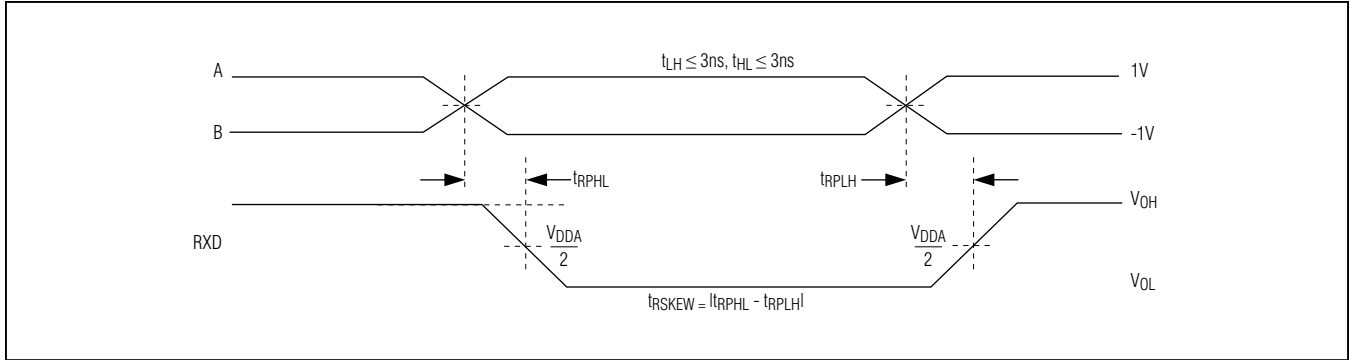 A
t_LH ≤ 3ns, t_HL ≤ 3ns
1V
B
-1V
t_RPHL
t_RPLH
V_OH
RXD
V_DDA
2
V_DDA
2
V_OL
t_RSKEW = |t_RPHL - t_RPLH|